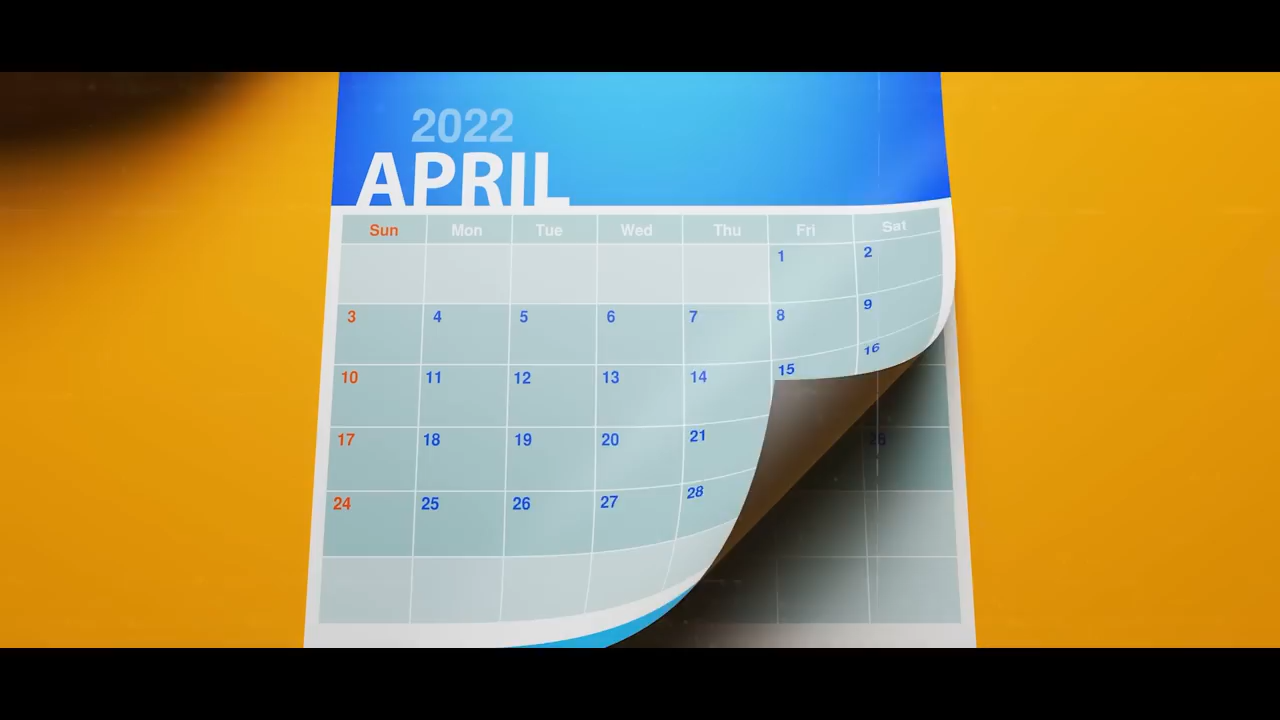 2022
APRIL
Sun Mon Tue Wed Thu Fri Sat
1 2
3 4 5 6 7 8 9
10 11 12 13 14 15 16
17 18 19 20 21
24 25 26 27 28